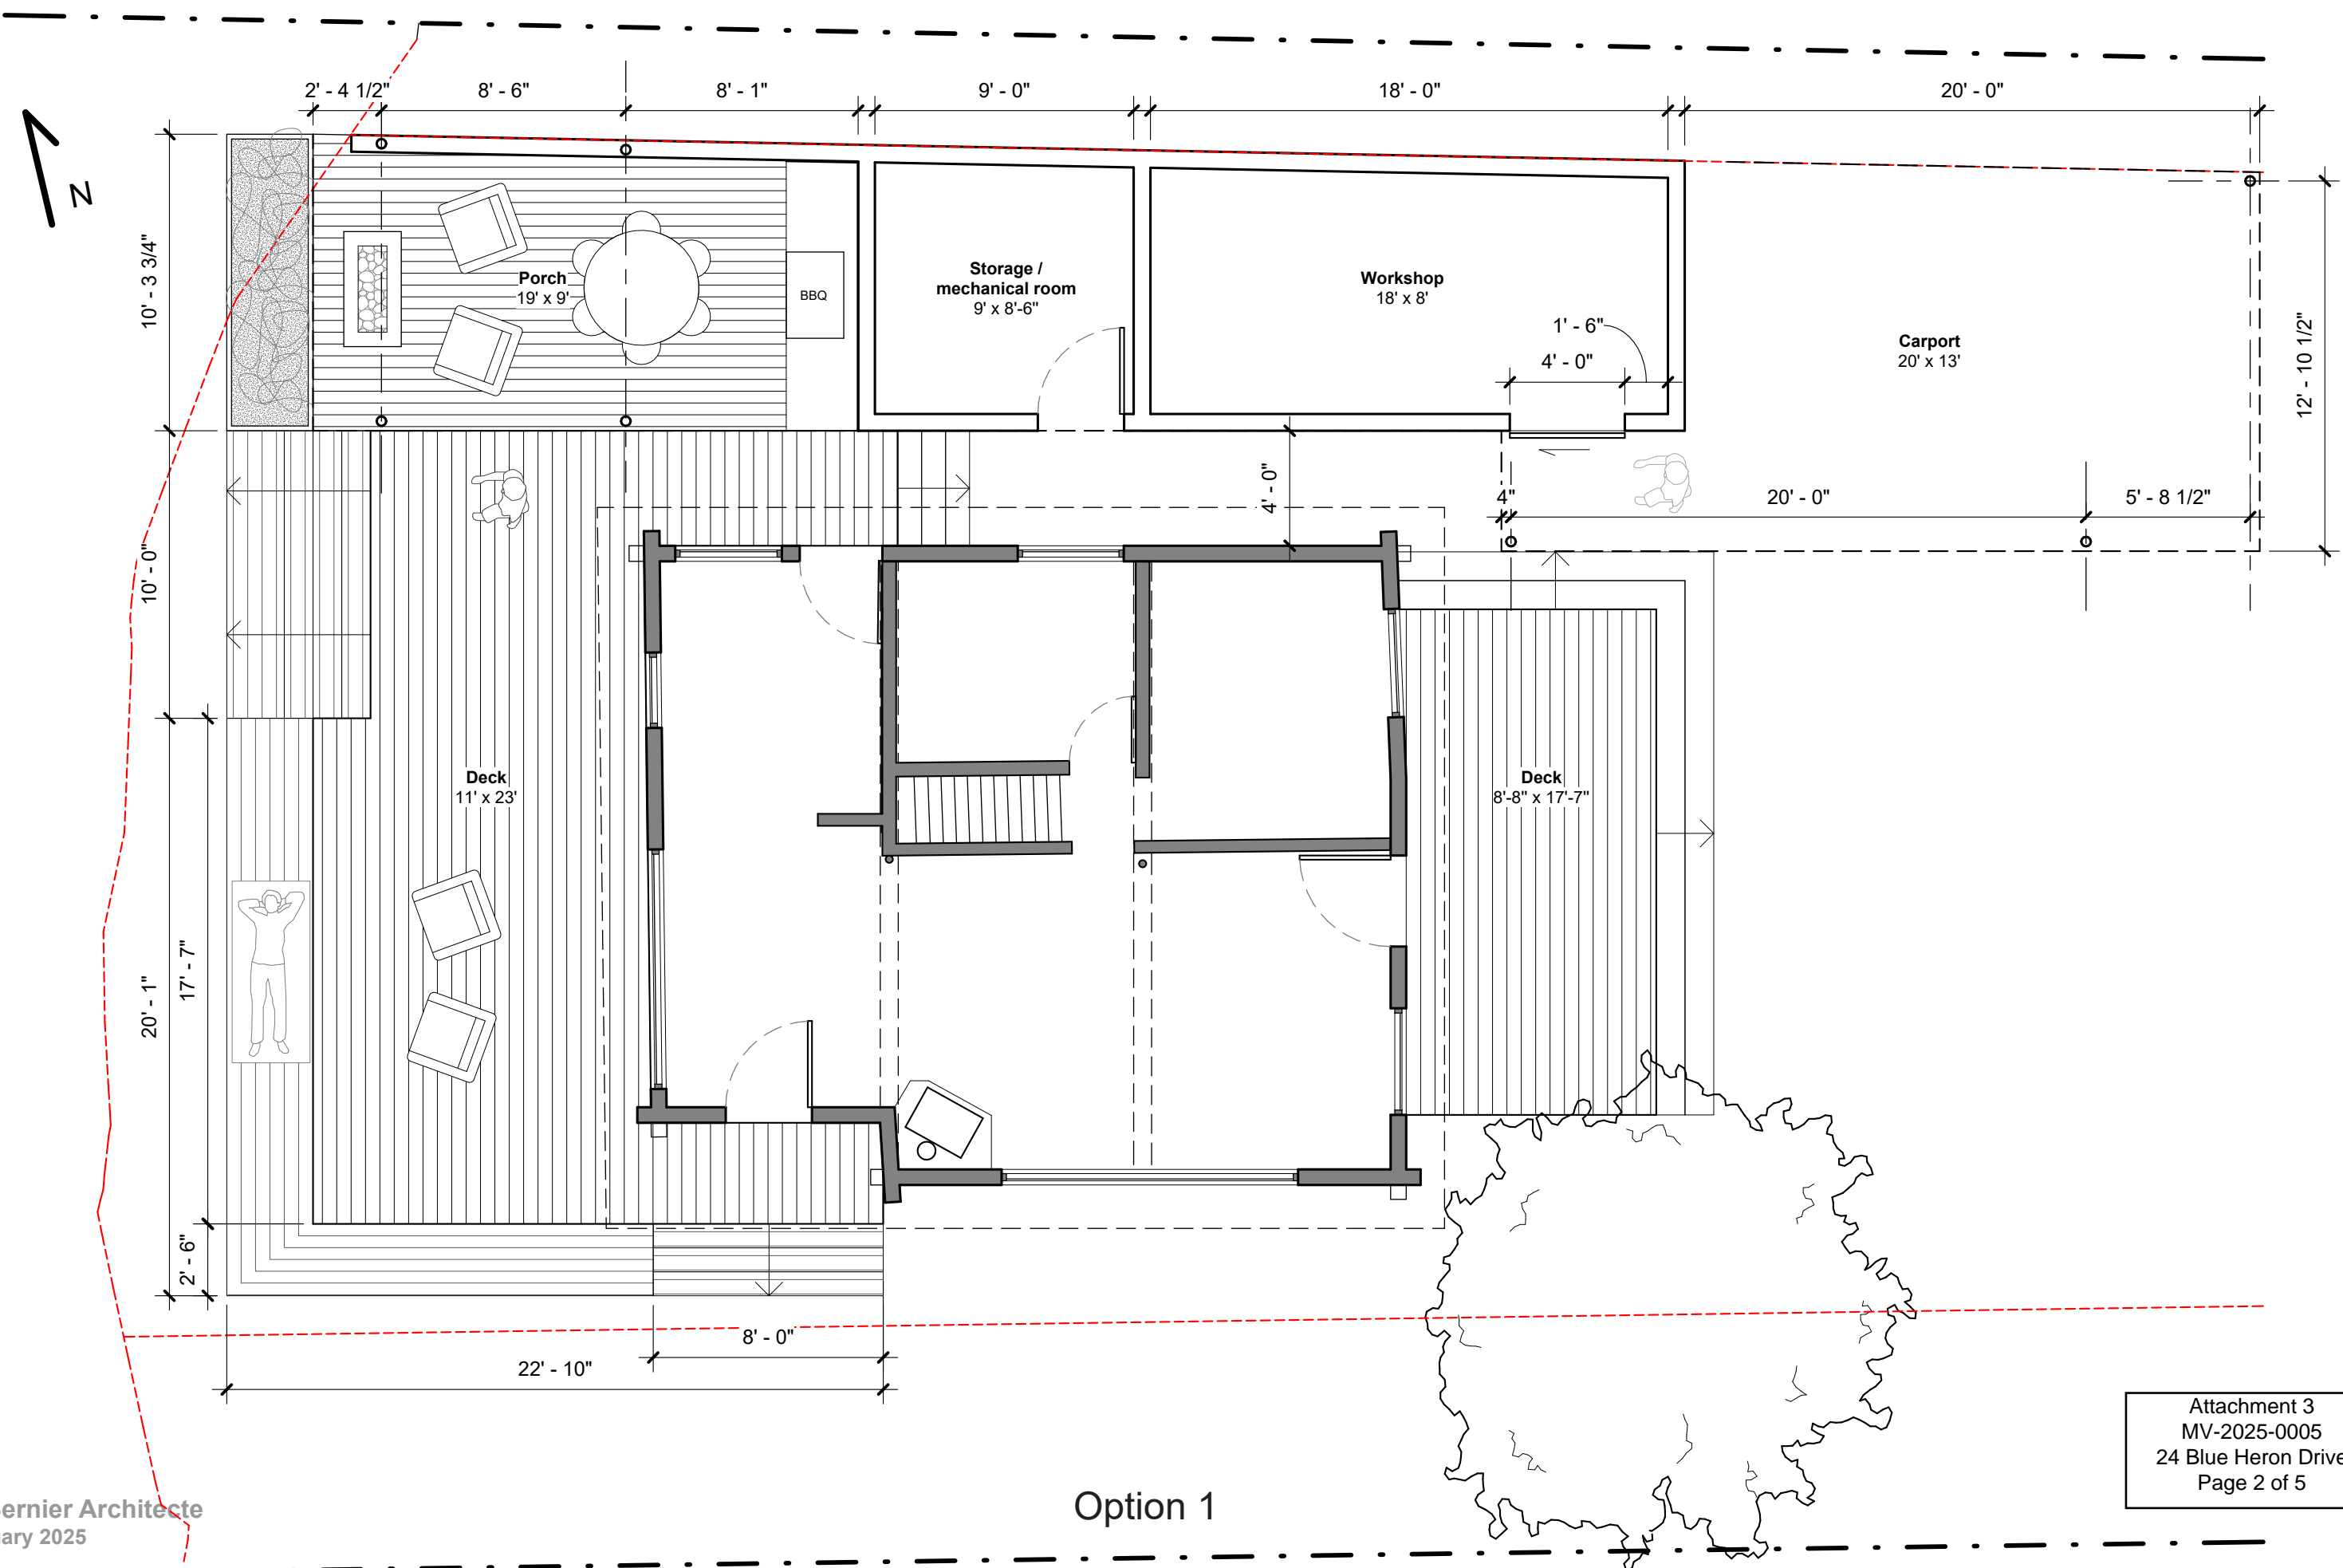 2' - 4 1/2"
8' - 6"
8' - 1"
9' - 0"
18' - 0"
20' - 0"
N
10' - 3 3/4"
Porch
19' x 9'
BBQ
Storage /
mechanical room
9' x 8'-6"
Workshop
18' x 8'
1' - 6"
4' - 0"
Carport
20' x 13'
12' - 10 1/2"
4' - 0"
4"
20' - 0"
5' - 8 1/2"
10' - 0"
Deck
11' x 23'
Deck
8'-8" x 17'-7"
20' - 1"
17' - 7"
2' - 6"
8' - 0"
22' - 10"
Attachment 3
MV-2025-0005
24 Blue Heron Drive
Page 2 of 5
Option 1
ernier Architecte
ary 2025